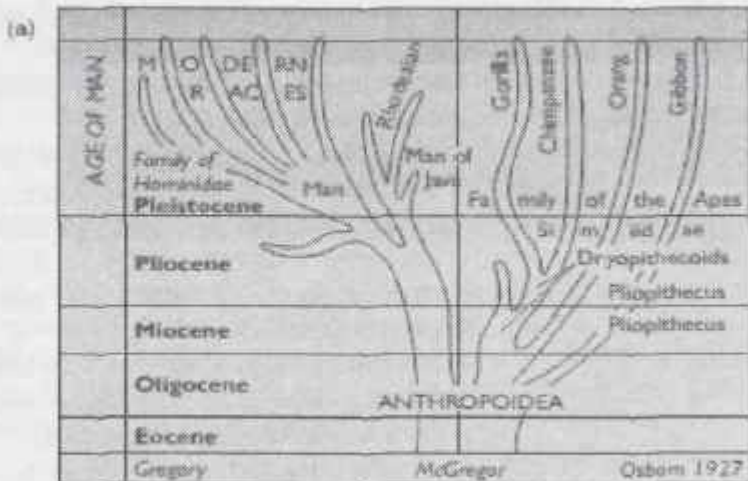 (a)
AGE OF MAN
M O DE RN
R AC ES
Rhodesian
Gorilla
Chimpanzee
Orang
Gibbon
Family of
Hominidae
Man
Man of
Java
Pleistocene
Fa mily of the Apes
Si m ed ae
Pliocene
Dryopithecoids
Pliopithecus
Miocene
Pliopithecus
Oligocene
ANTHROPOIDEA
Eocene
Gregory McGregor Osborn 1927